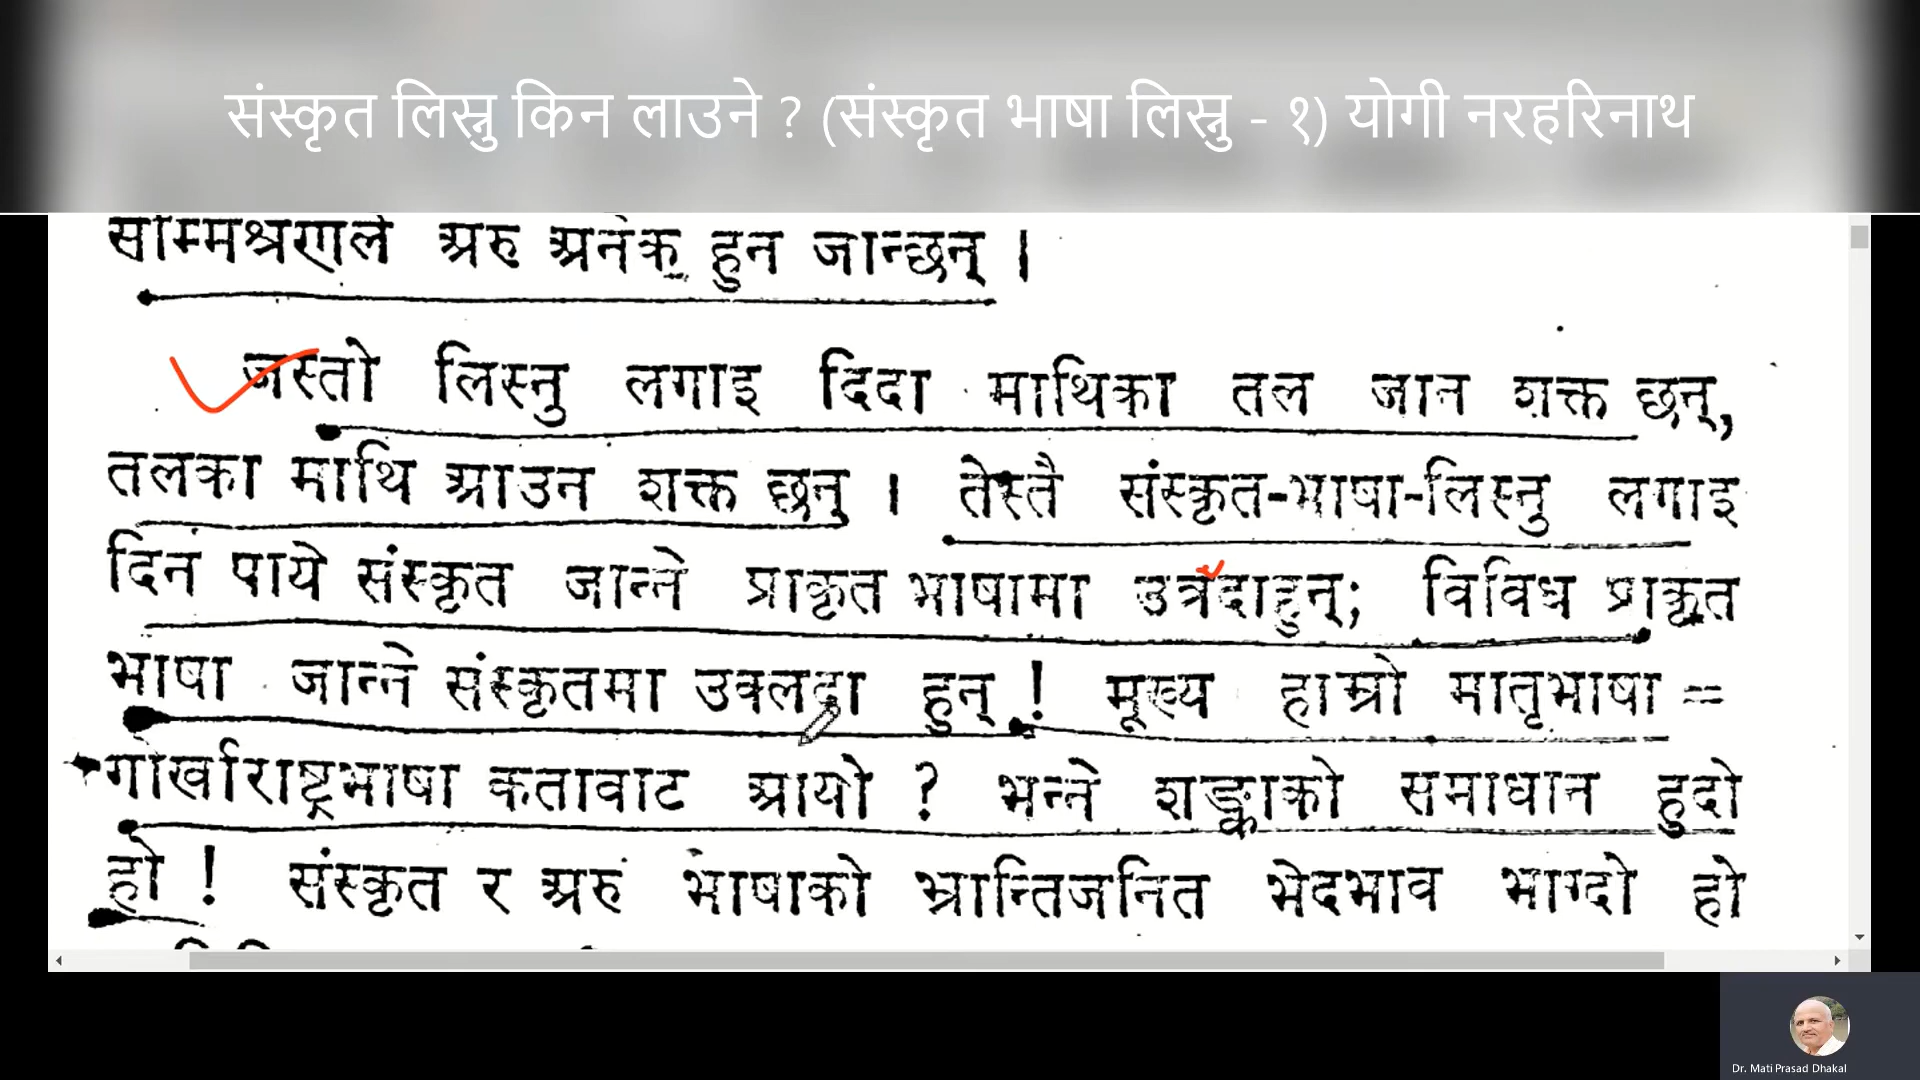 संस्कृत लिस्नु किन लाउने ? (संस्कृत भाषा लिस्नु - १) योगी नरहरिनाथ
सम्मिश्रणले अरु अनेक हुन जान्छन् ।
जस्तो लिस्नु लगाइ दिदा माथिका तल जान शक्त छन्,
तलका माथि आउन शक्त छन् । तेस्तै संस्कृत-भाषा-लिस्नु लगाइ
दिन पाये संस्कृत जान्ने प्राकृत भाषामा उत्रँदाहुन्; विविध प्राकृत
भाषा जान्ने संस्कृतमा उक्लदा हुन् ! मूख्य हाम्रो मातृभाषा =
गोर्खाराष्ट्रभाषा कतावाट आयो ? भन्ने शङ्काको समाधान हुदो
हो ! संस्कृत र अरु भाषाको भ्रान्तिजनित भेदभाव भाग्दो हो
Dr. Mati Prasad Dhakal